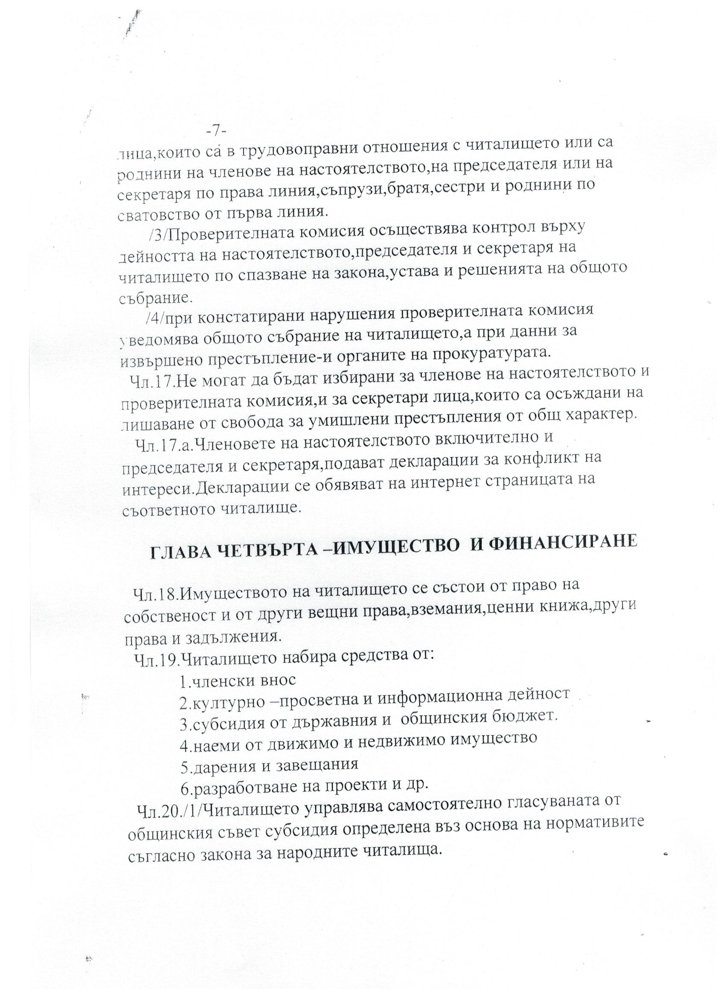 -7-
лица,които са в трудовоправни отношения с читалището или са
роднини на членове на настоятелството,на председателя или на
секретаря по права линия,съпрузи,братя,сестри и роднини по
сватовство от първа линия.
/3/Проверителната комисия осъществява контрол върху
дейността на настоятелството,председателя и секретаря на
читалището по спазване на закона,устава и решенията на общото
събрание.
/4/при констатирани нарушения проверителната комисия
уведомява общото събрание на читалището,а при данни за
извършено престъпление-и органите на прокуратурата.
Чл.17.Не могат да бъдат избирани за членове на настоятелството и
проверителната комисия,и за секретари лица,които са осъждани на
лишаване от свобода за умишлени престъпления от общ характер.
Чл.17.а.Членовете на настоятелството включително и
председателя и секретаря,подават декларации за конфликт на
интереси.Декларации се обявяват на интернет страницата на
съответното читалище.
ГЛАВА ЧЕТВЪРТА –ИМУЩЕСТВО  И ФИНАНСИРАНЕ
Чл.18.Имуществото на читалището се състои от право на
собственост и от други вещни права,вземания,ценни книжа,други
права и задължения.
Чл.19.Читалището набира средства от:
1.членски внос
2.културно –просветна и информационна дейност
3.субсидия от държавния и  общинския бюджет.
4.наеми от движимо и недвижимо имущество
5.дарения и завещания
6.разработване на проекти и др.
Чл.20./1/Читалището управлява самостоятелно гласуваната от
общинския съвет субсидия определена въз основа на нормативите
съгласно закона за народните читалища.